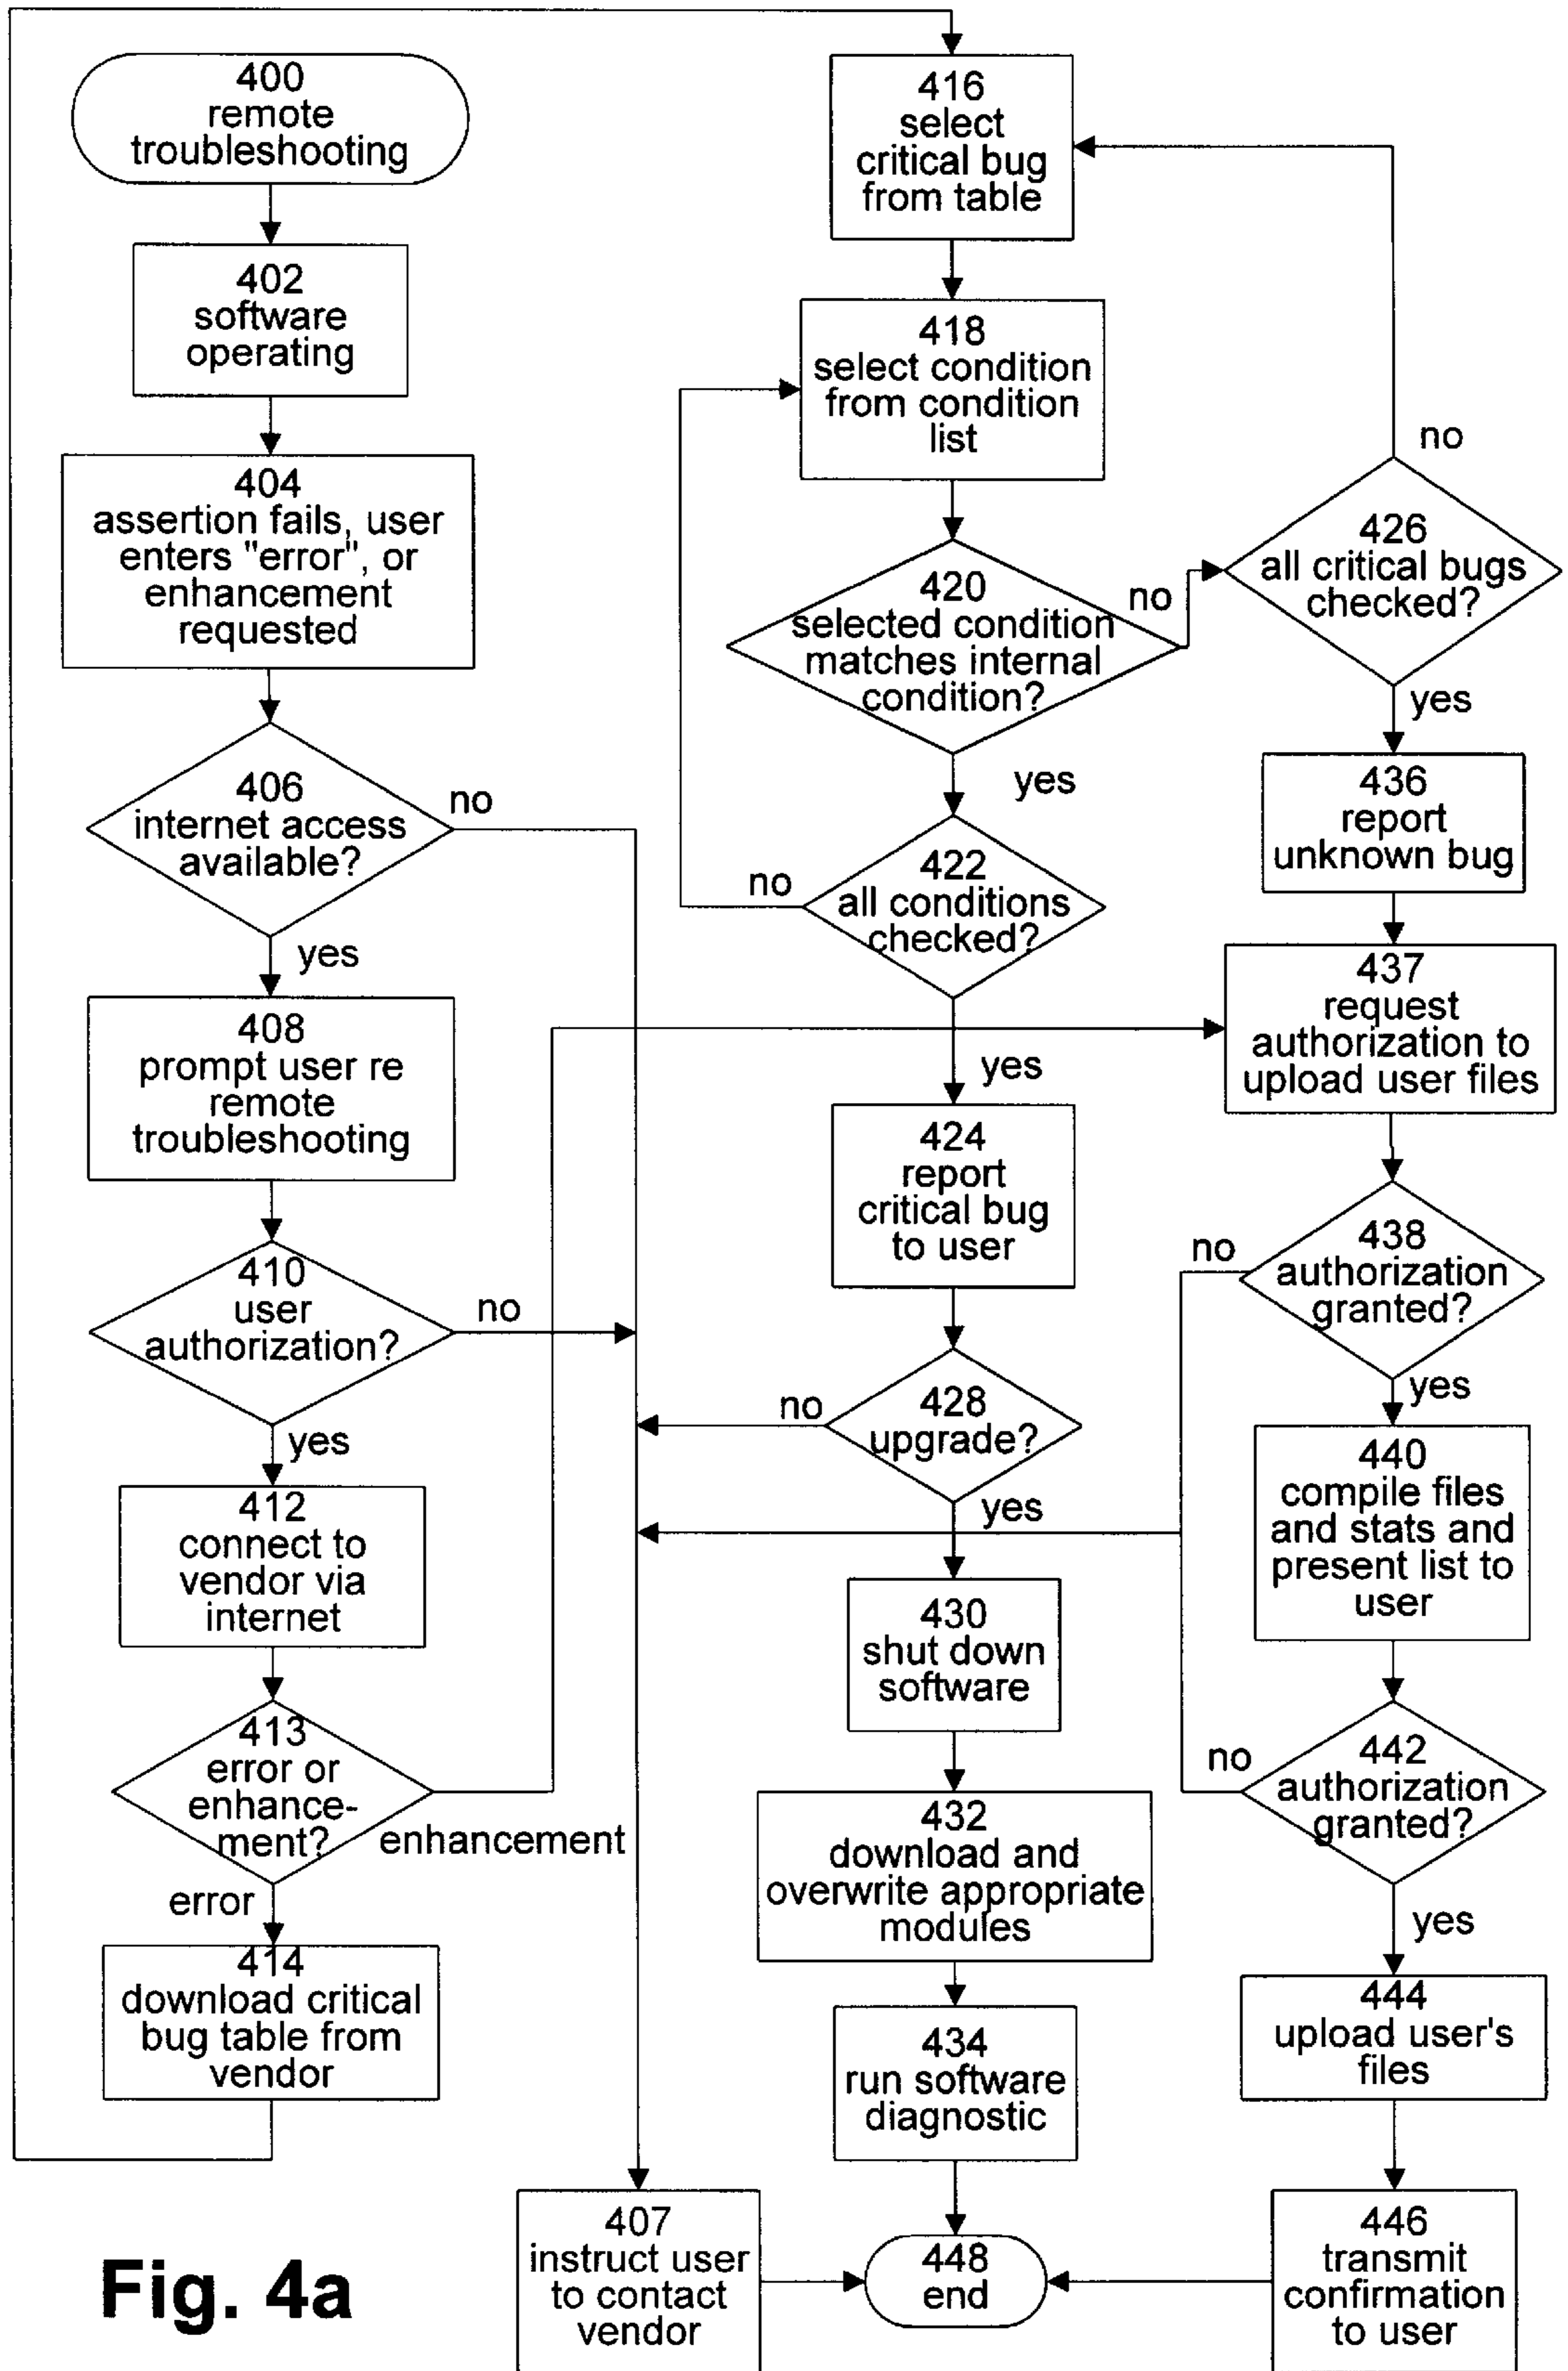 400
remote
troubleshooting
402
software
operating
404
assertion fails, user
enters "error", or
enhancement
requested
406
internet access
available?
no
yes
408
prompt user re
remote
troubleshooting
410
user
authorization?
no
yes
412
connect to
vendor via
internet
413
error or
enhance-
ment?
enhancement
error
414
download critical
bug table from
vendor
407
instruct user
to contact
vendor
416
select
critical bug
from table
418
select condition
from condition
list
420
selected condition
matches internal
condition?
no
yes
422
all conditions
checked?
no
yes
424
report
critical bug
to user
428
upgrade?
no
yes
430
shut down
software
432
download and
overwrite appropriate
modules
434
run software
diagnostic
448
end
426
all critical bugs
checked?
no
yes
436
report
unknown bug
437
request
authorization to
upload user files
438
authorization
granted?
no
yes
440
compile files
and stats and
present list to
user
442
authorization
granted?
no
yes
444
upload user's
files
446
transmit
confirmation
to user
Fig. 4a